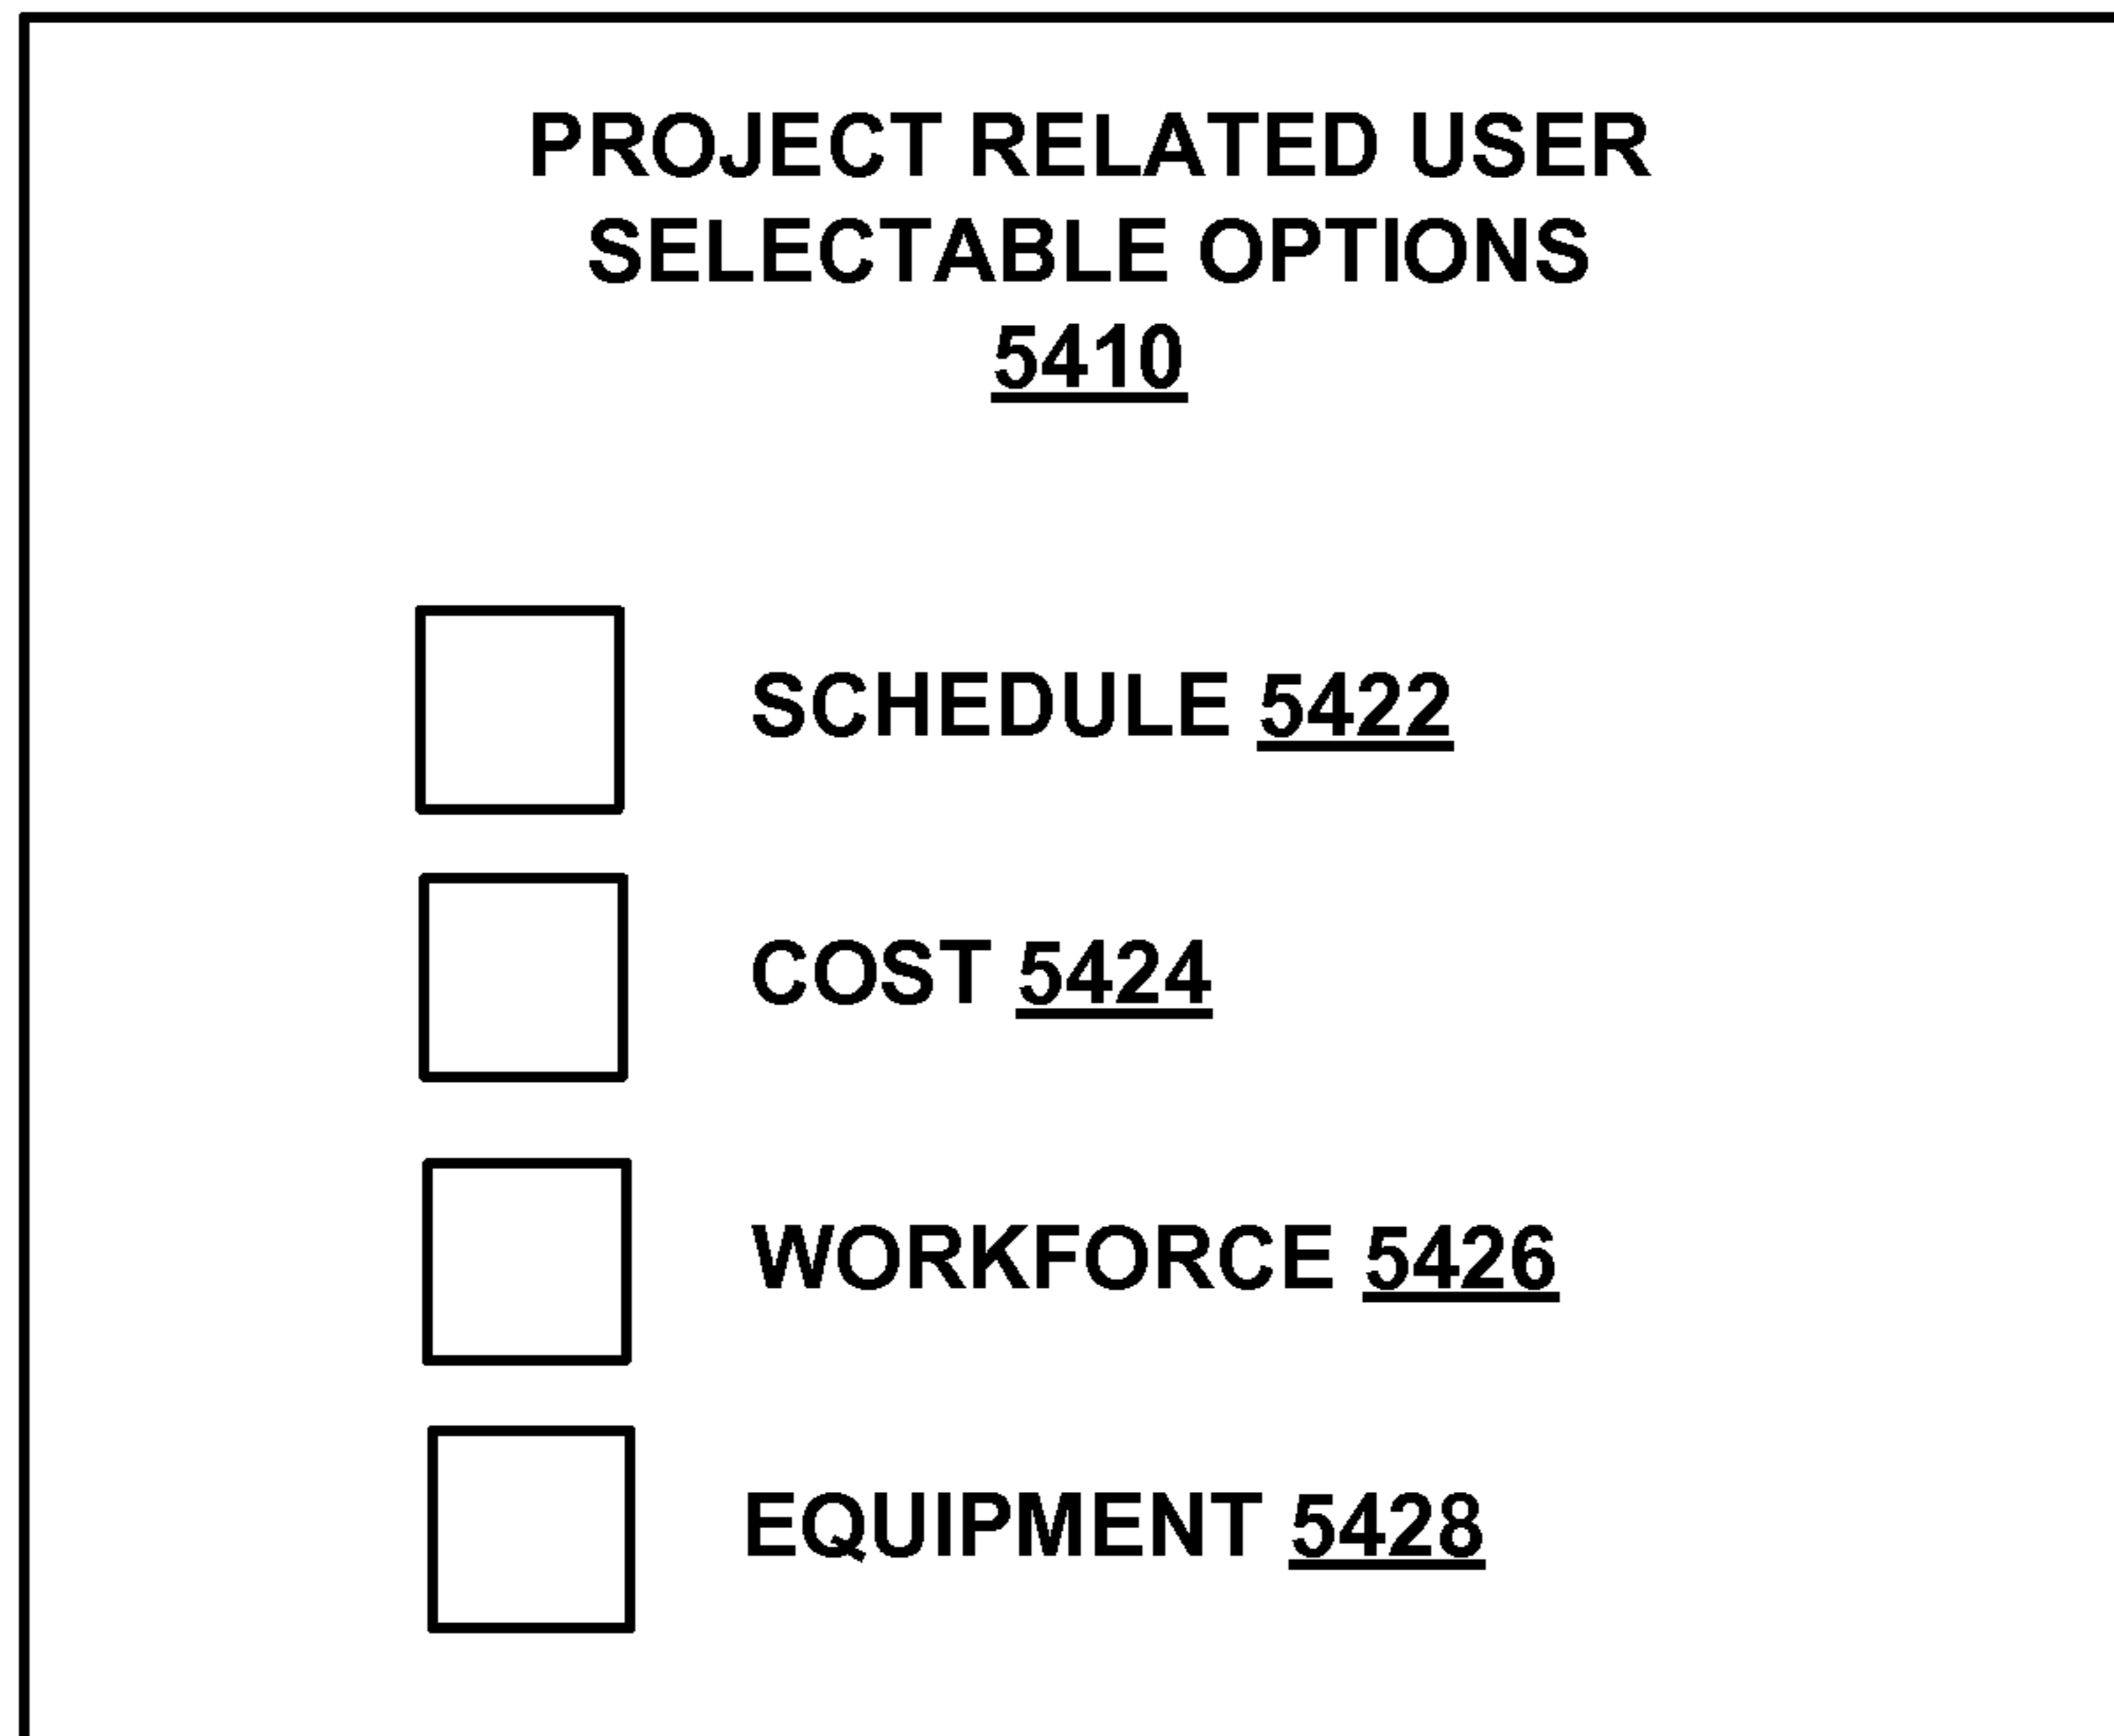 PROJECT RELATED USER
SELECTABLE OPTIONS
5410
SCHEDULE 5422
COST 5424
WORKFORCE 5426
EQUIPMENT 5428